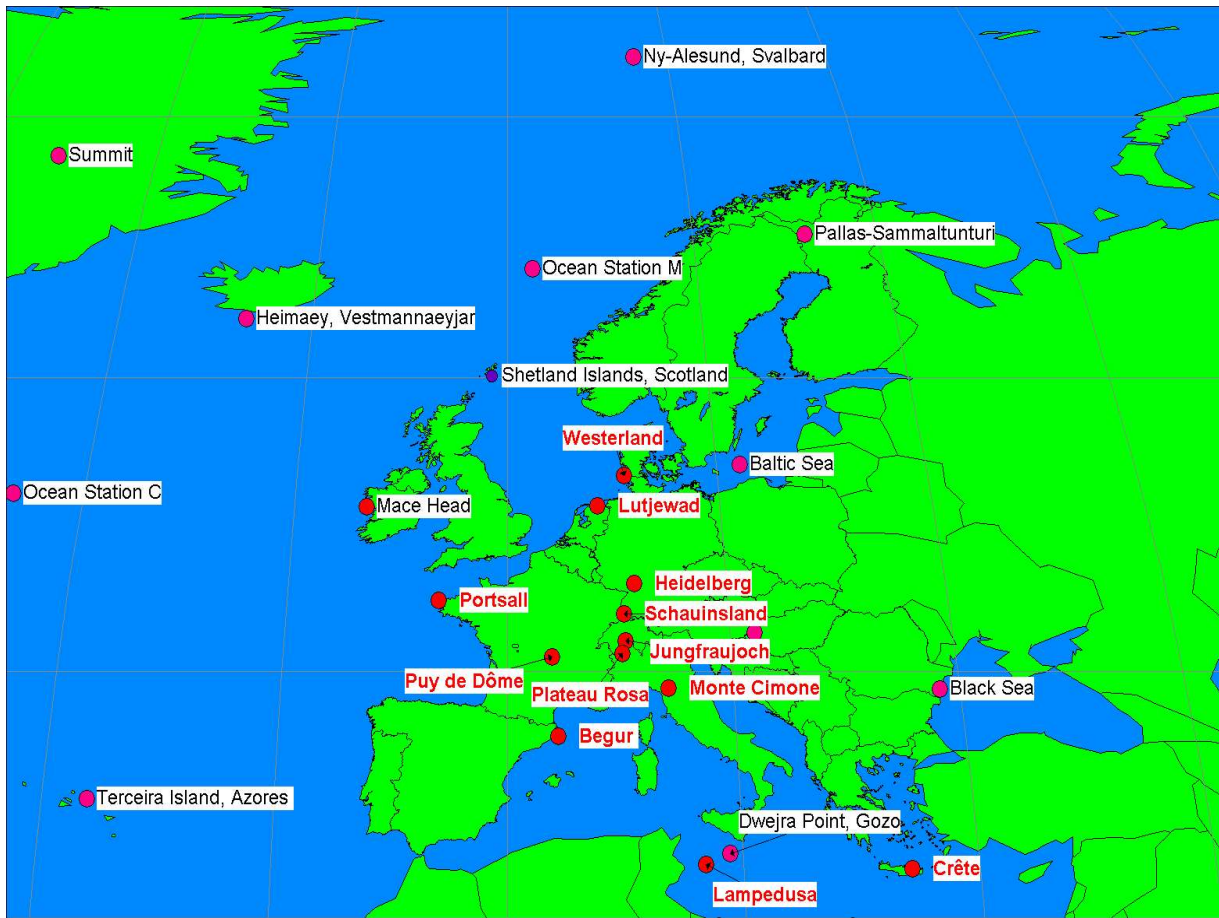 Ny-Alesund, Svalbard
Summit
Pallas-Sammaltunturi
Ocean Station M
Heimaey, Vestmannaeyjar
Shetland Islands, Scotland
Westerland
Baltic Sea
Ocean Station C
Mace Head
Lutjewad
Heidelberg
Portsall
Schauinsland
Jungfraujoch
Puy de Dôme
Plateau Rosa
Monte Cimone
Black Sea
Begur
Terceira Island, Azores
Dwejra Point, Gozo
Crête
Lampedusa